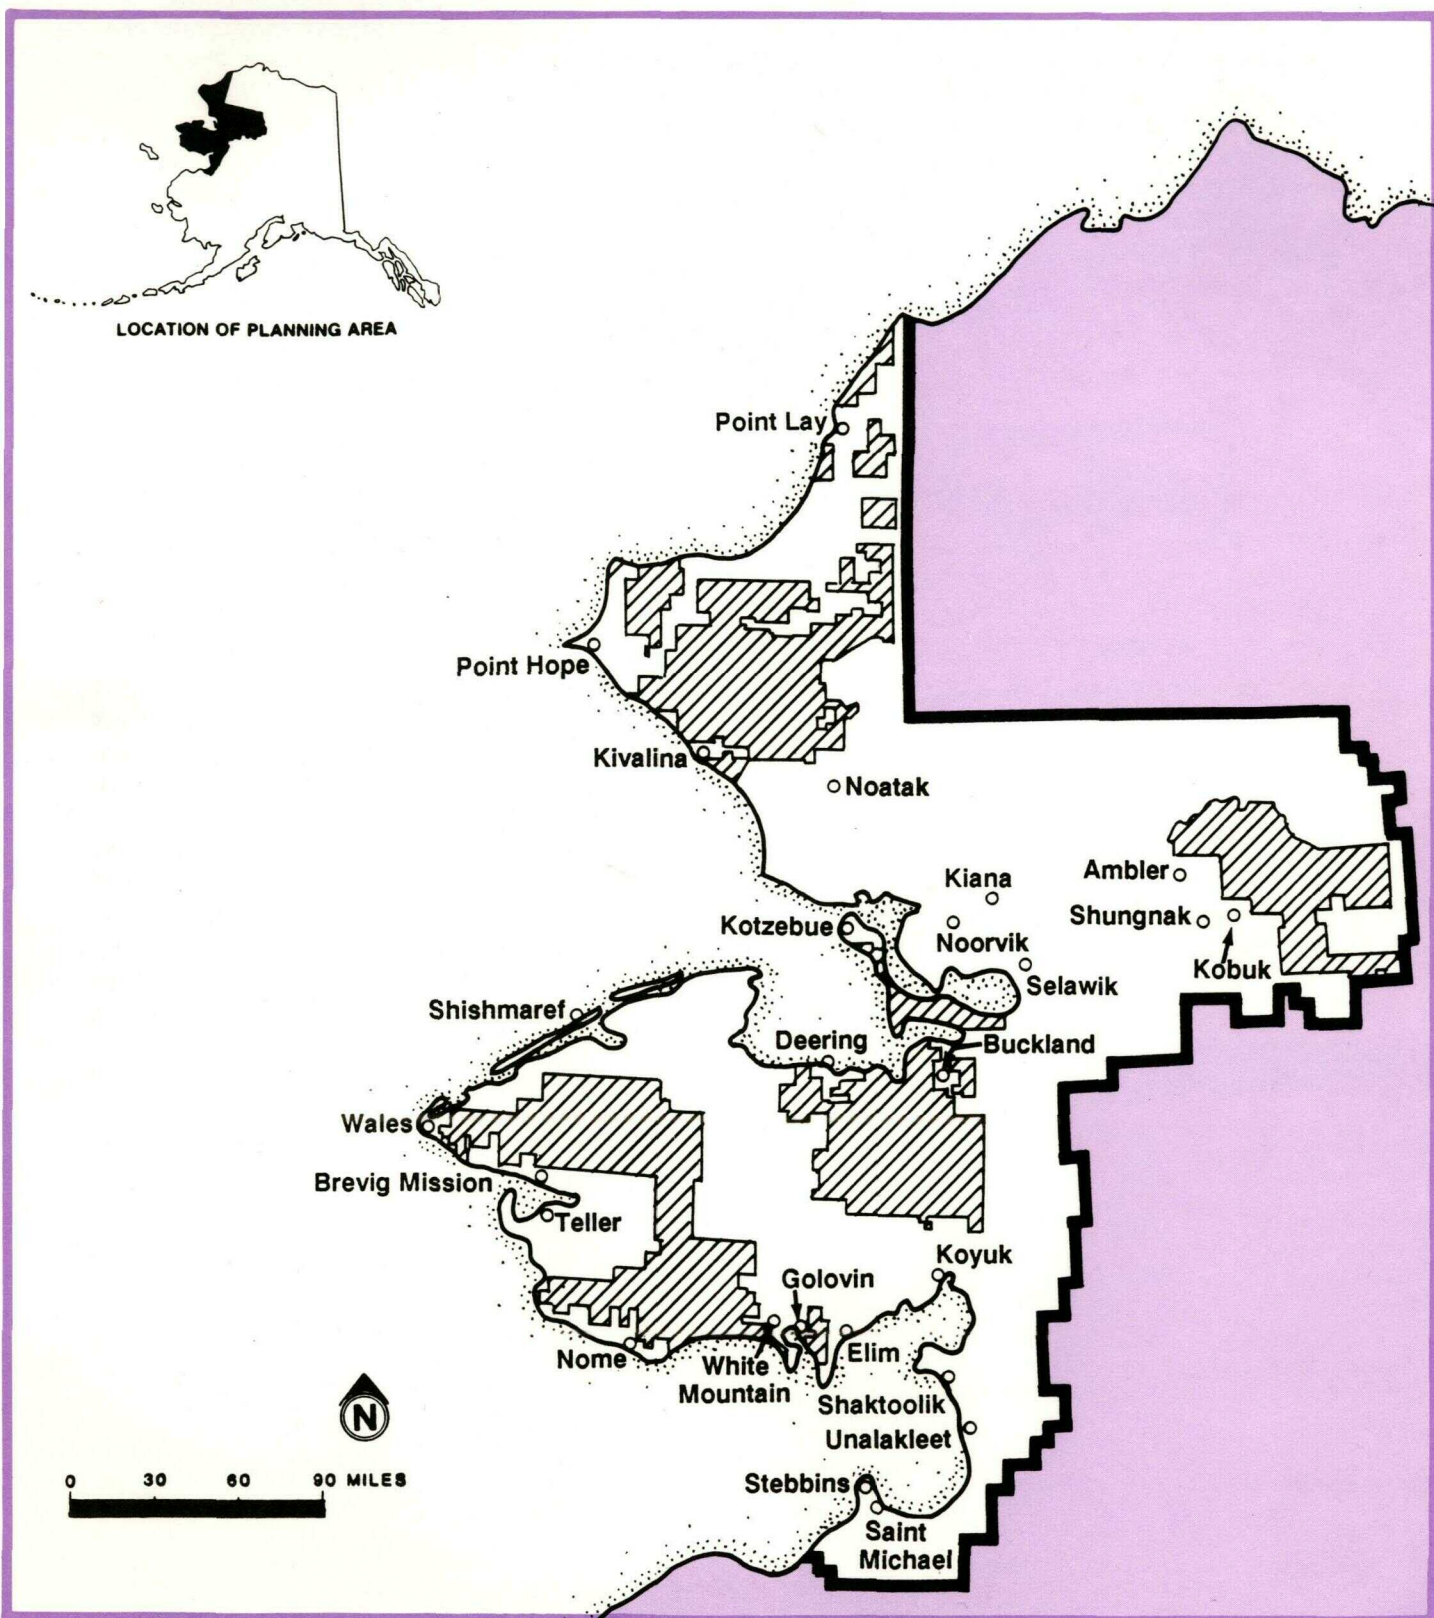 LOCATION OF PLANNING AREA
Point Lay
Point Hope
Kivalina
Noatak
Ambler
Kiana
Shungnak
Kotzebue
Noorvik
Kobuk
Selawik
Shishmaref
Deering
Buckland
Wales
Brevig Mission
Teller
Koyuk
Golovin
Nome
White
Mountain
Elim
Shaktoolik
N
Unalakleet
0 30 60 90 MILES
Stebbins
Saint
Michael